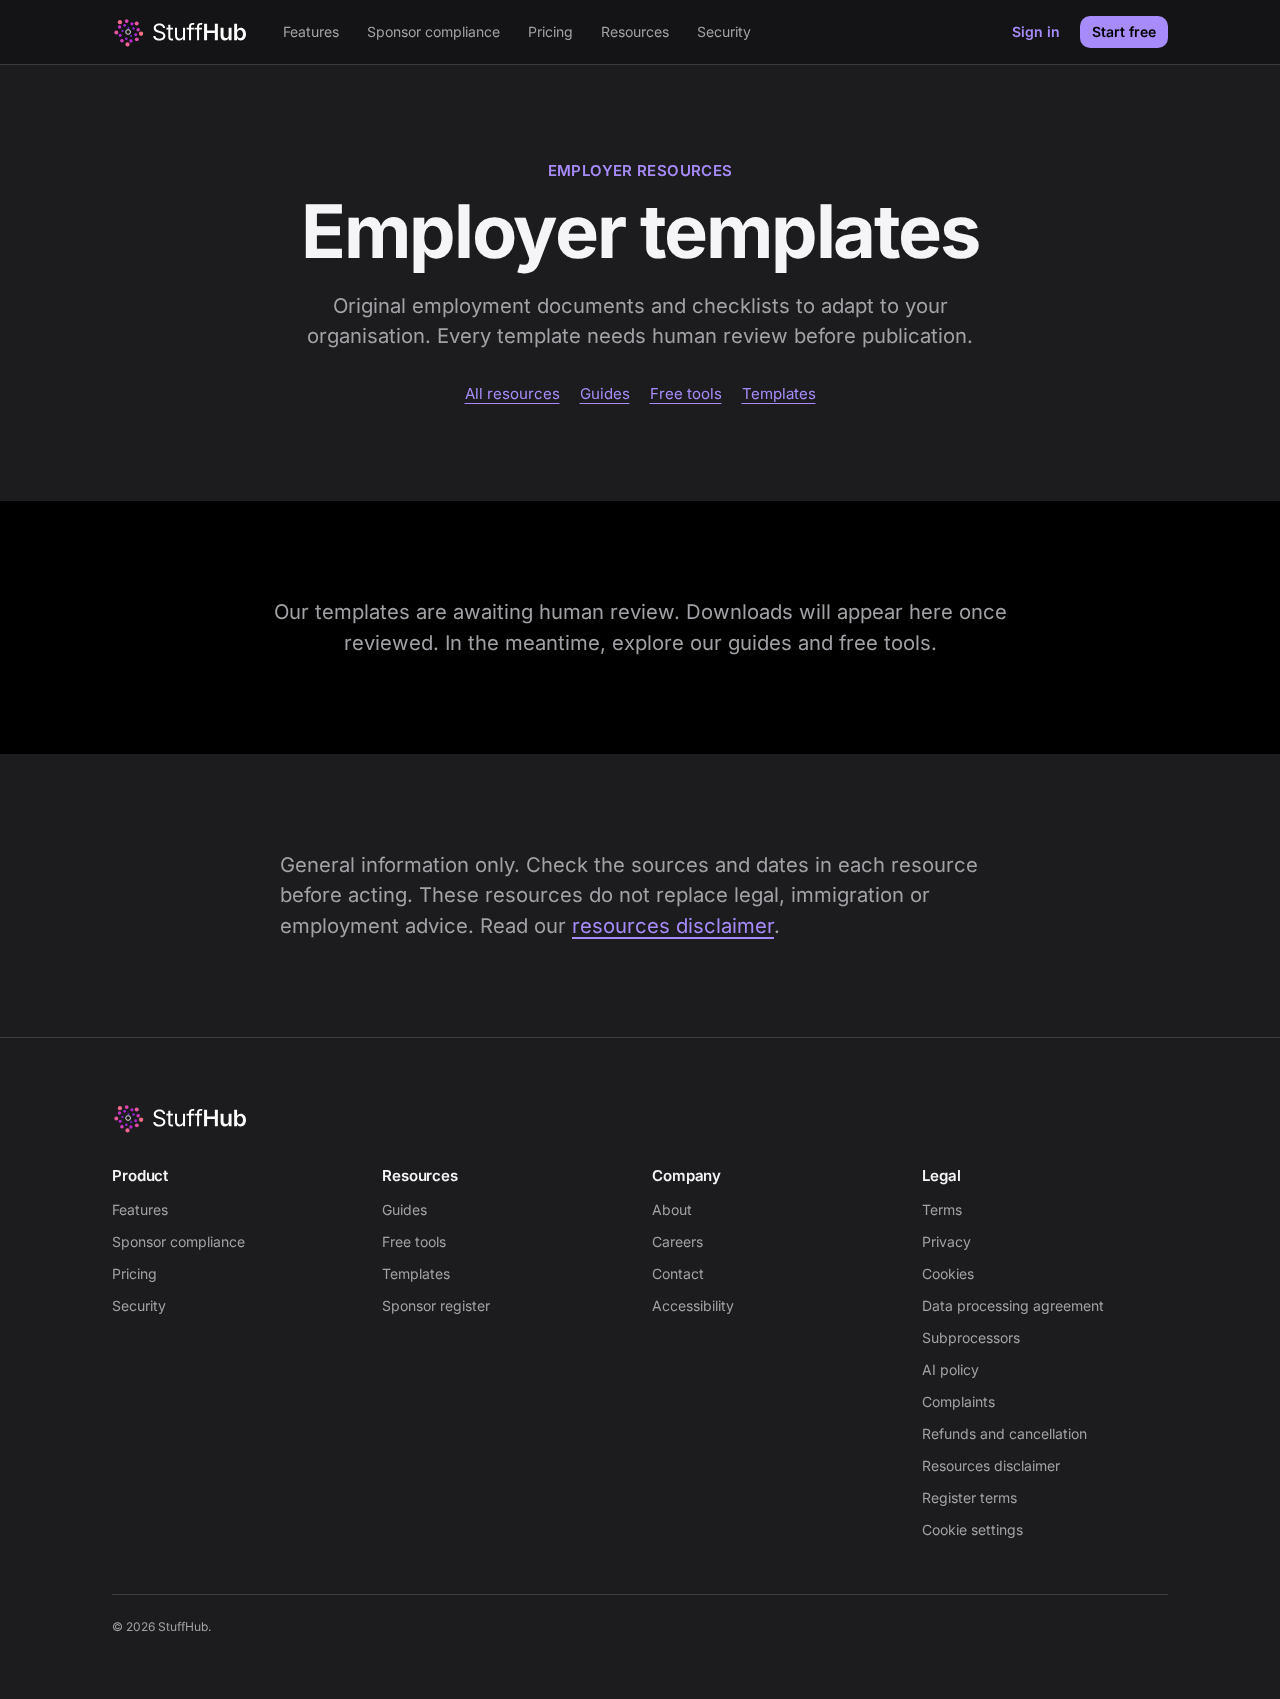 StuffHub
Features
Sponsor compliance
Pricing
Resources
Security
Sign in
Start free
EMPLOYER RESOURCES
Employer templates
Original employment documents and checklists to adapt to your
organisation. Every template needs human review before publication.
All resources
Guides
Free tools
Templates
Our templates are awaiting human review. Downloads will appear here once
reviewed. In the meantime, explore our guides and free tools.
General information only. Check the sources and dates in each resource
before acting. These resources do not replace legal, immigration or
employment advice. Read our resources disclaimer.
StuffHub
Product
Features
Sponsor compliance
Pricing
Security
Resources
Guides
Free tools
Templates
Sponsor register
Company
About
Careers
Contact
Accessibility
Legal
Terms
Privacy
Cookies
Data processing agreement
Subprocessors
AI policy
Complaints
Refunds and cancellation
Resources disclaimer
Register terms
Cookie settings
© 2026 StuffHub.